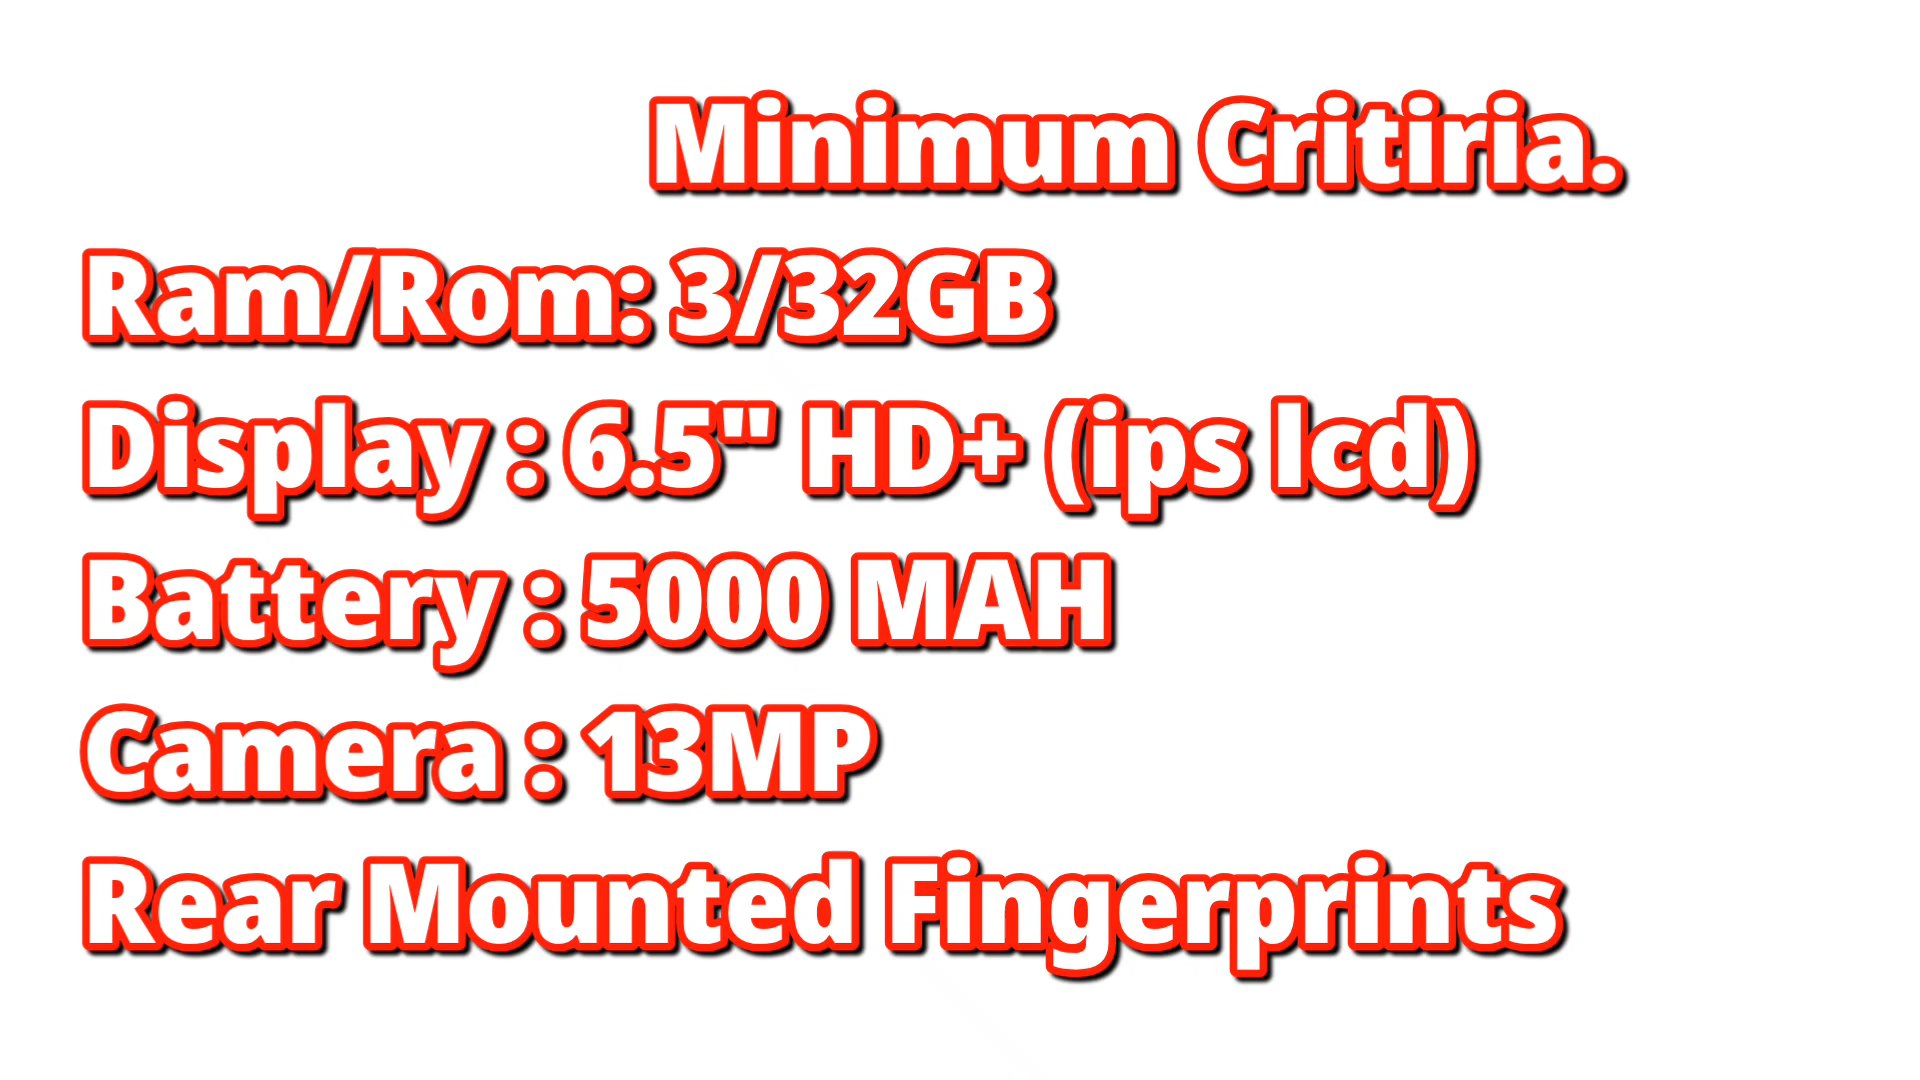 Minimum Critiria.
Ram/Rom: 3/32GB
Display : 6.5" HD+ (ips lcd)
Battery : 5000 MAH
Camera : 13MP
Rear Mounted Fingerprints